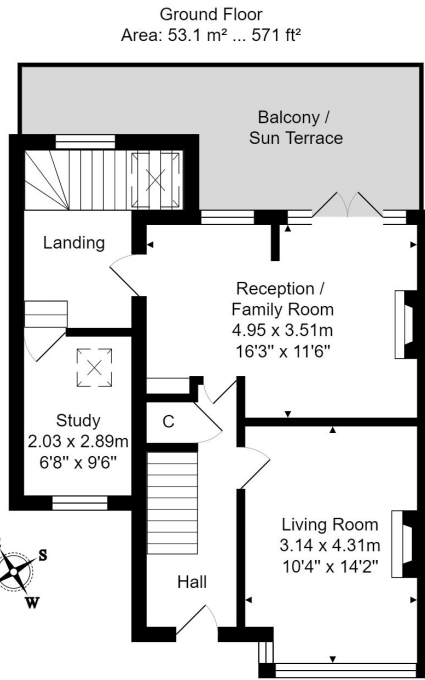 Ground Floor
Area: 53.1 m² ... 571 ft²
Balcony /
Sun Terrace
Landing
Reception /
Family Room
4.95 x 3.51m
16'3" x 11'6"
Study
2.03 x 2.89m
6'8" x 9'6"
C
Living Room
3.14 x 4.31m
10'4" x 14'2"
Hall
S
W